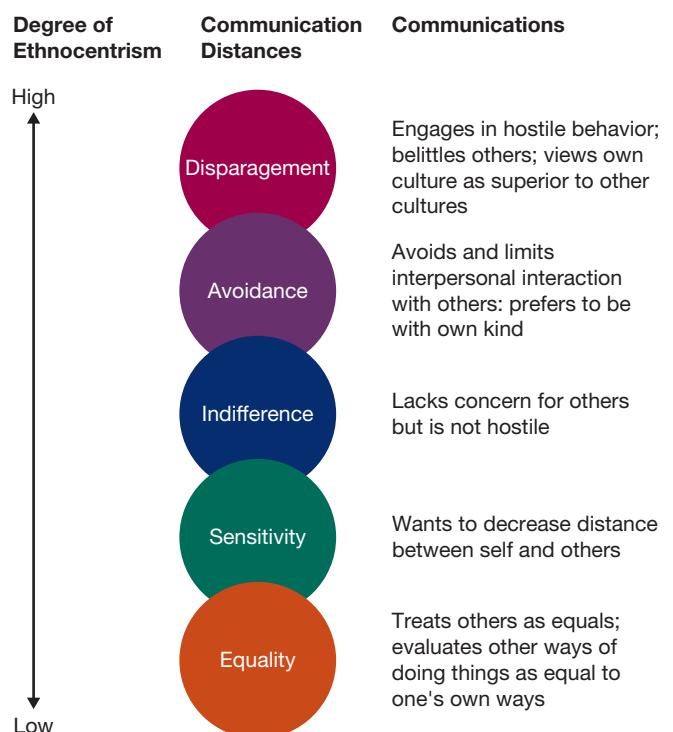 Degree of
Ethnocentrism
Communication
Distances
Communications
High
Disparagement
Engages in hostile behavior;
belittles others; views own
culture as superior to other
cultures
Avoidance
Avoids and limits
interpersonal interaction
with others: prefers to be
with own kind
Indifference
Lacks concern for others
but is not hostile
Sensitivity
Wants to decrease distance
between self and others
Equality
Treats others as equals;
evaluates other ways of
doing things as equal to
one's own ways
Low